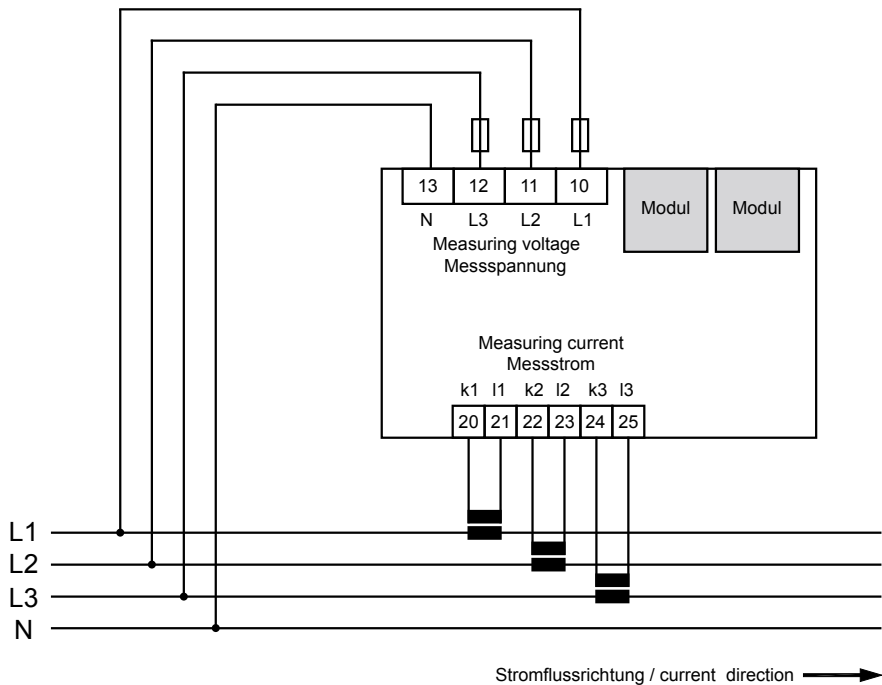 13 12 11 10
N L3 L2 L1
Modul Modul
Measuring voltage
Messspannung
Measuring current
Messstrom
k1 l1 k2 l2 k3 l3
20 21 22 23 24 25
L1
L2
L3
N
Stromflussrichtung / current direction